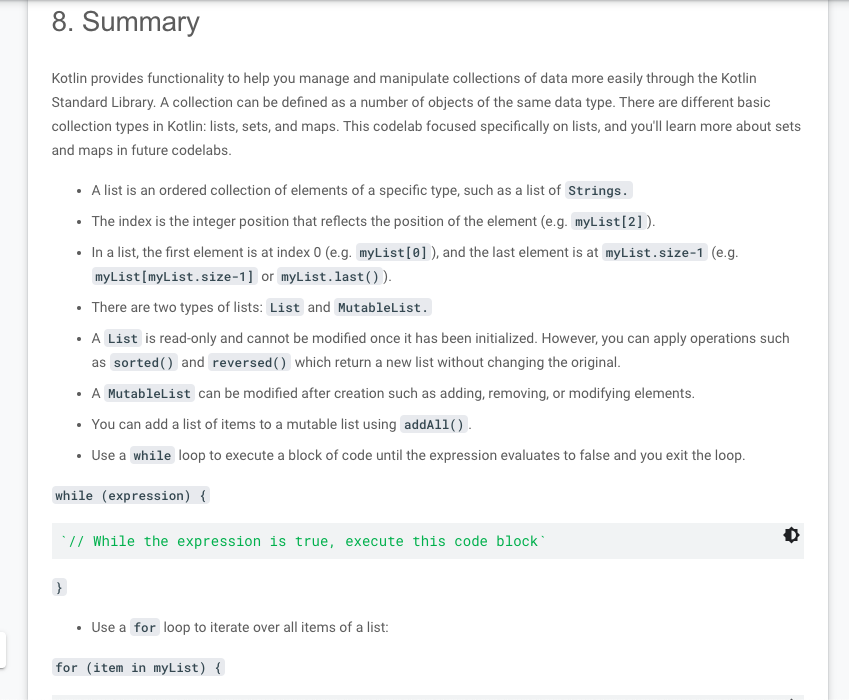 8. Summary
Kotlin provides functionality to help you manage and manipulate collections of data more easily through the Kotlin
Standard Library. A collection can be defined as a number of objects of the same data type. There are different basic
collection types in Kotlin: lists, sets, and maps. This codelab focused specifically on lists, and you'll learn more about sets
and maps in future codelabs.
• A list is an ordered collection of elements of a specific type, such as a list of Strings.
• The index is the integer position that reflects the position of the element (e.g. myList[2]).
• In a list, the first element is at index 0 (e.g. myList[0]), and the last element is at myList.size-1 (e.g.
myList[myList.size-1] or myList.last()).
• There are two types of lists: List and MutableList.
• A List is read-only and cannot be modified once it has been initialized. However, you can apply operations such
as sorted() and reversed() which return a new list without changing the original.
• A MutableList can be modified after creation such as adding, removing, or modifying elements.
• You can add a list of items to a mutable list using addAll().
• Use a while loop to execute a block of code until the expression evaluates to false and you exit the loop.
while (expression) {
`// While the expression is true, execute this code block`
}
• Use a for loop to iterate over all items of a list:
for (item in myList) {